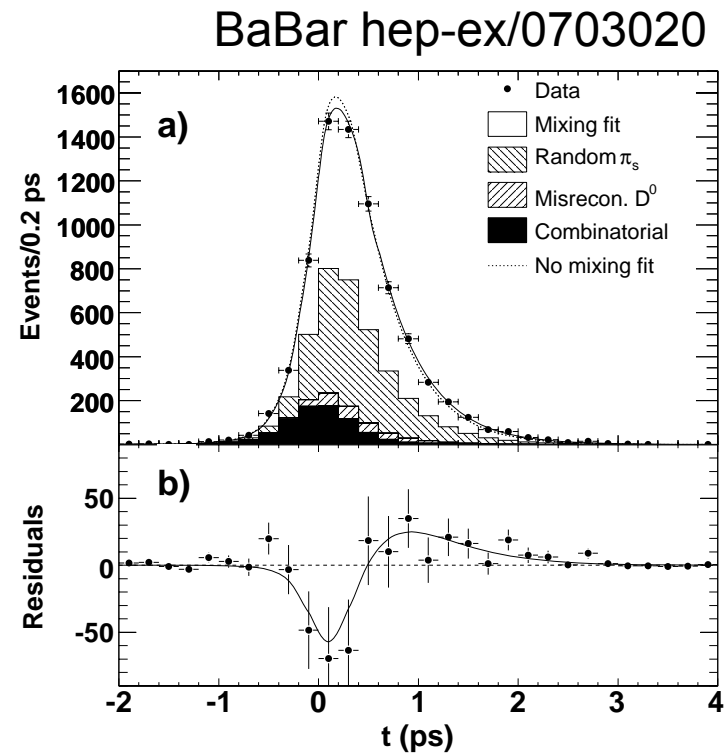 BaBar hep-ex/0703020
a)
Data
Mixing fit
Random π_s
Misrecon. D^0
Combinatorial
No mixing fit
Events/0.2 ps
1600
1400
1200
1000
800
600
400
200
b)
Residuals
50
0
-50
-2 -1 0 1 2 3 4
t (ps)